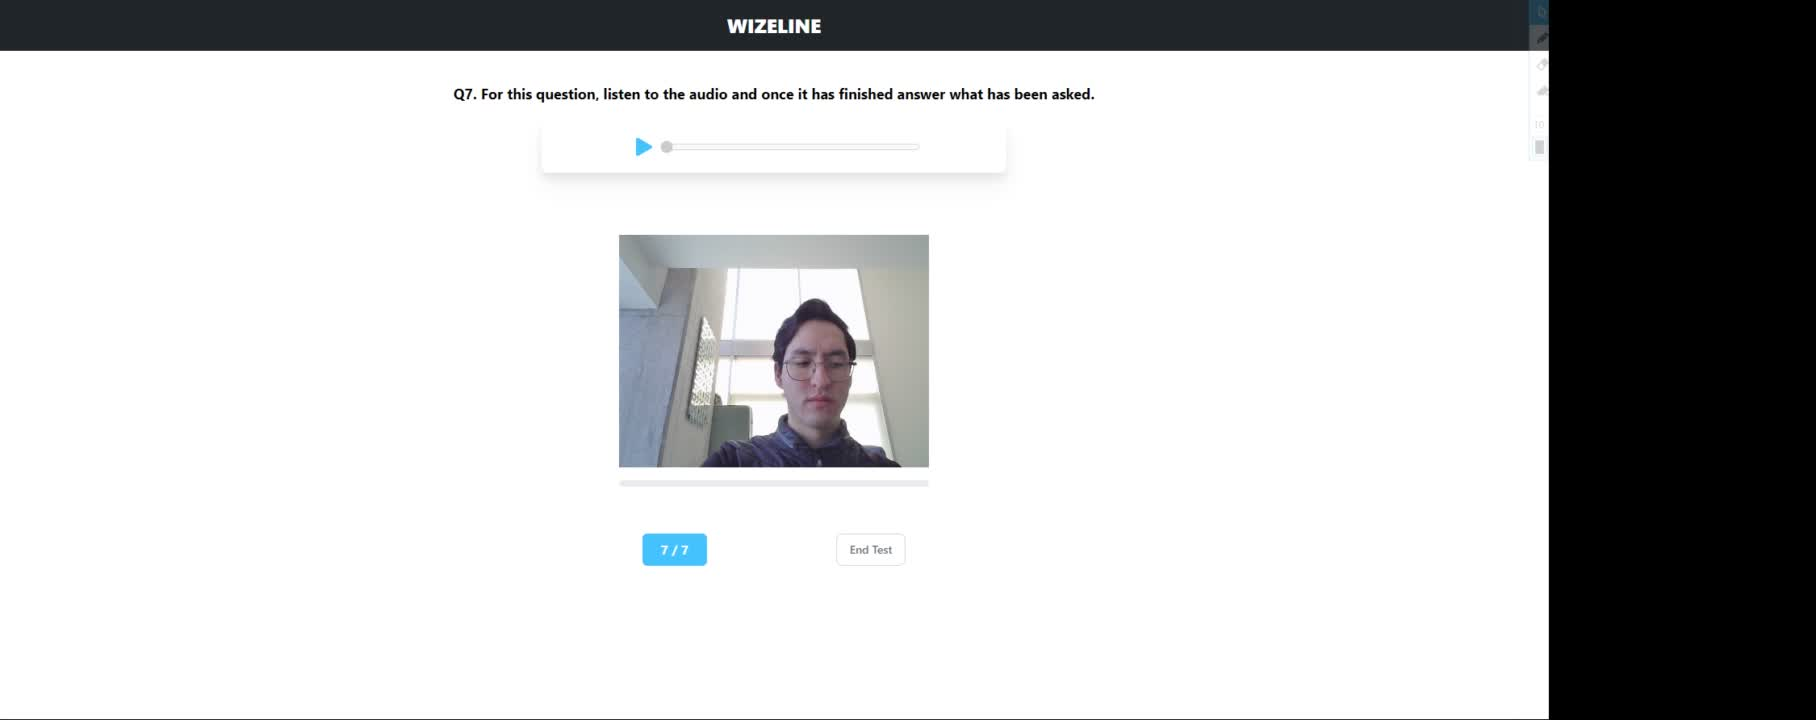 WIZELINE
Q7. For this question, listen to the audio and once it has finished answer what has been asked.
10
7 / 7
End Test